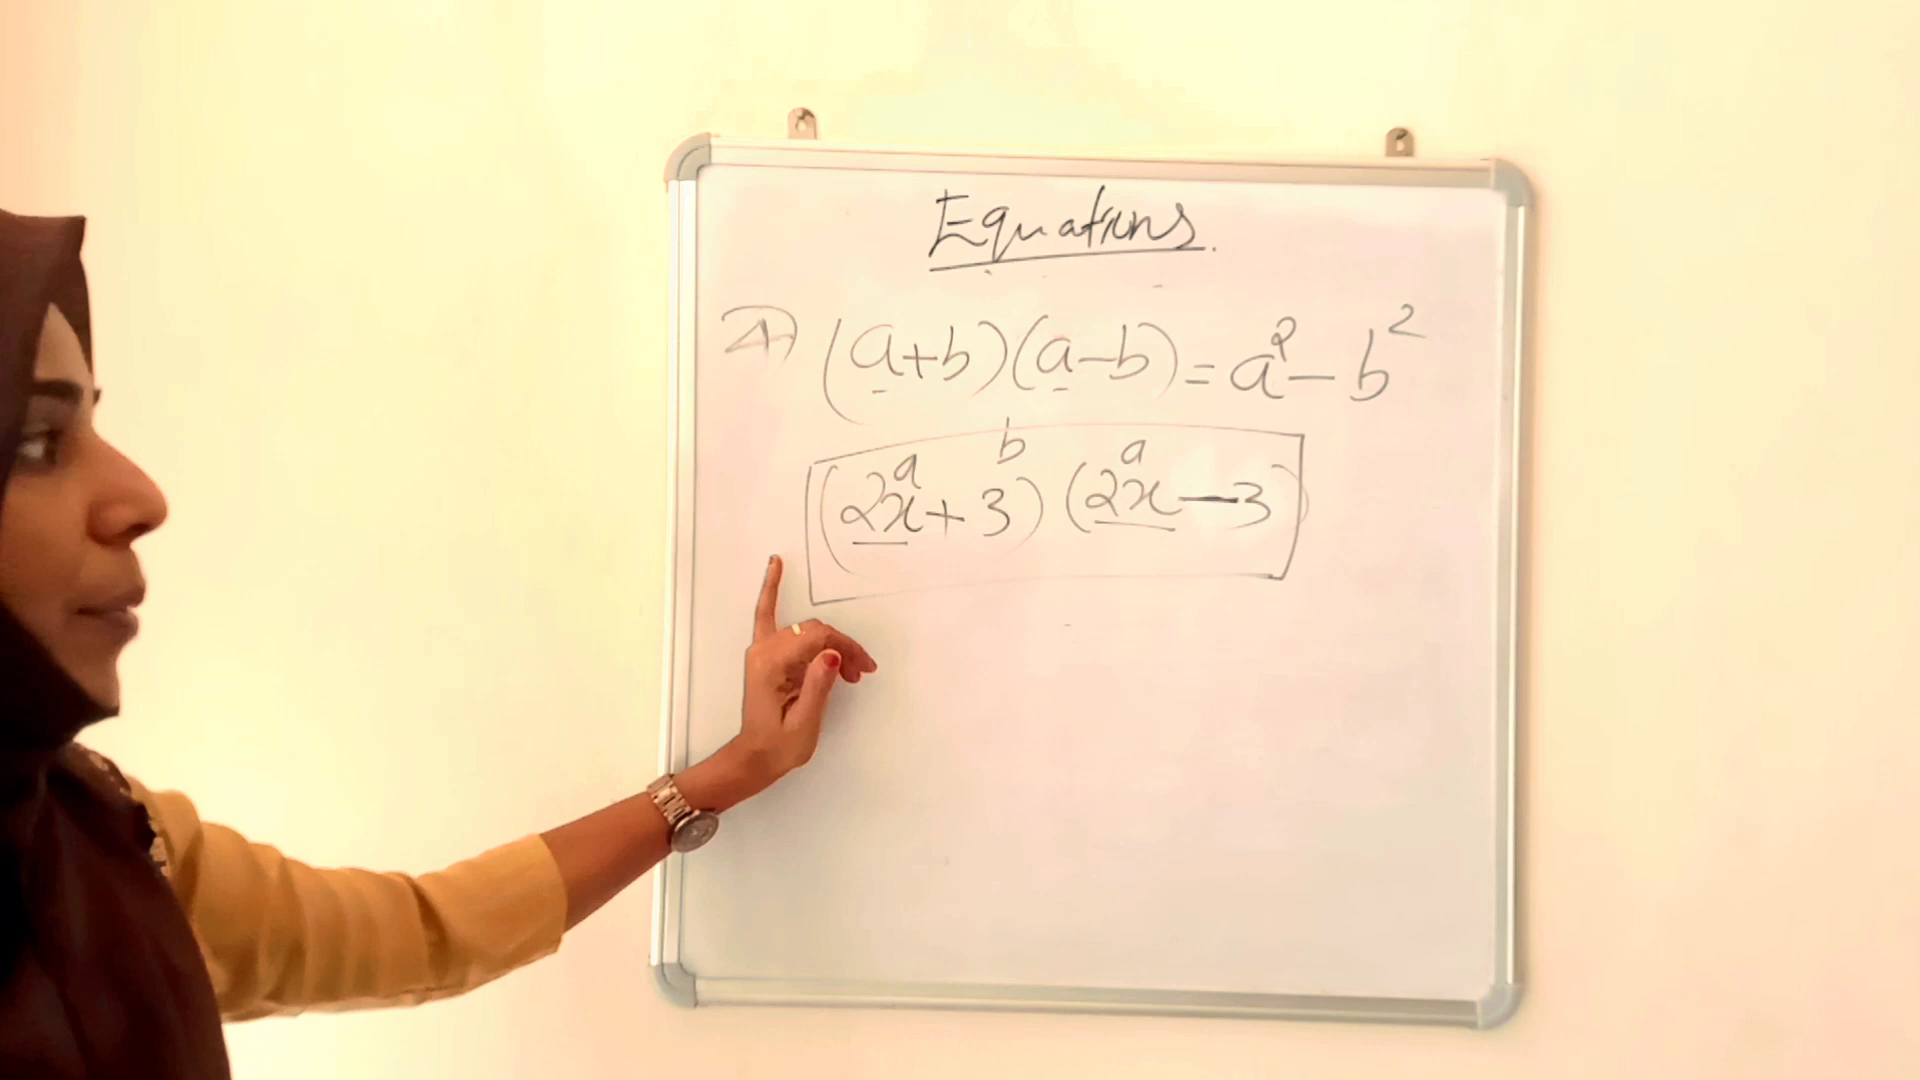 Equations.
4) (a+b)(a-b) = a² - b²
a b a
(2x + 3) (2x - 3)